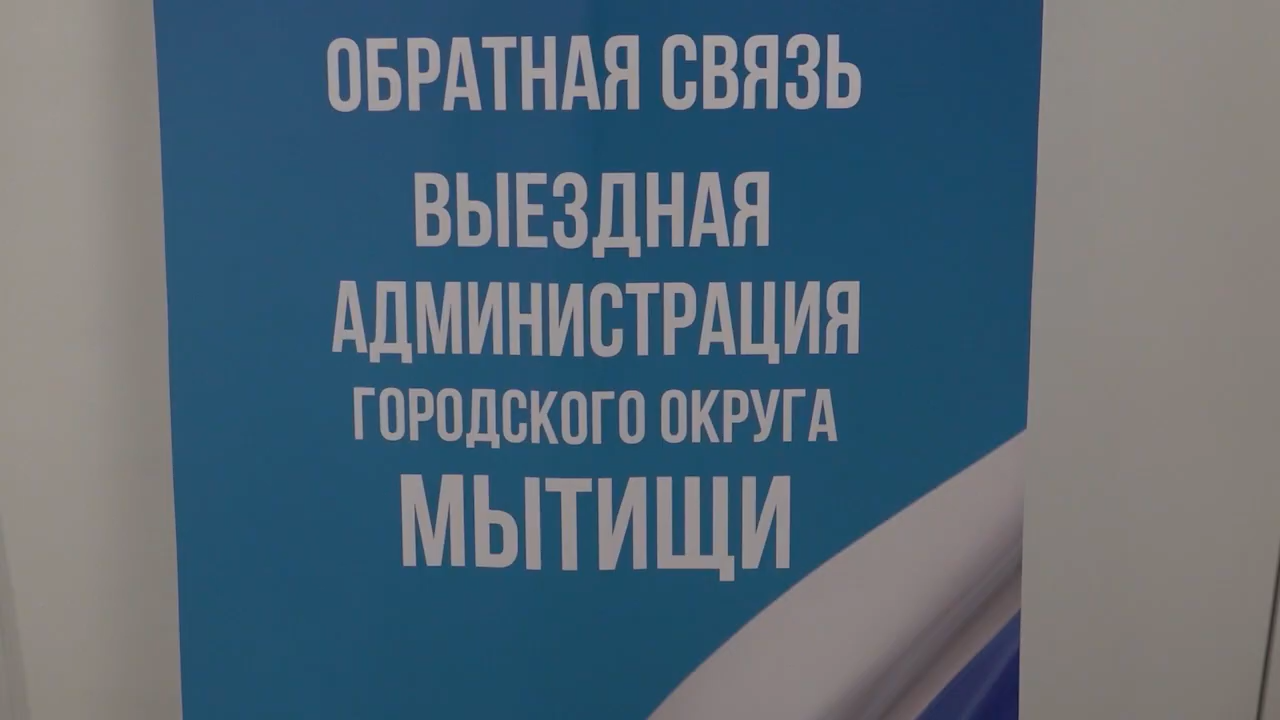 ОБРАТНАЯ СВЯЗЬ
ВЫЕЗДНАЯ
АДМИНИСТРАЦИЯ
ГОРОДСКОГО ОКРУГА
МЫТИЩИ